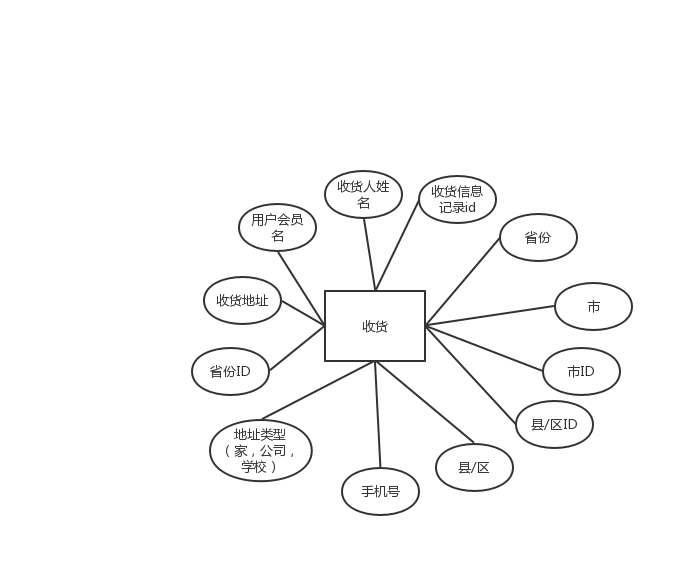 收货人姓
名
收货信息
记录id
用户会员
名
省份
收货地址
市
收货
省份ID
市ID
县/区ID
地址类型
（家，公司，
学校）
县/区
手机号